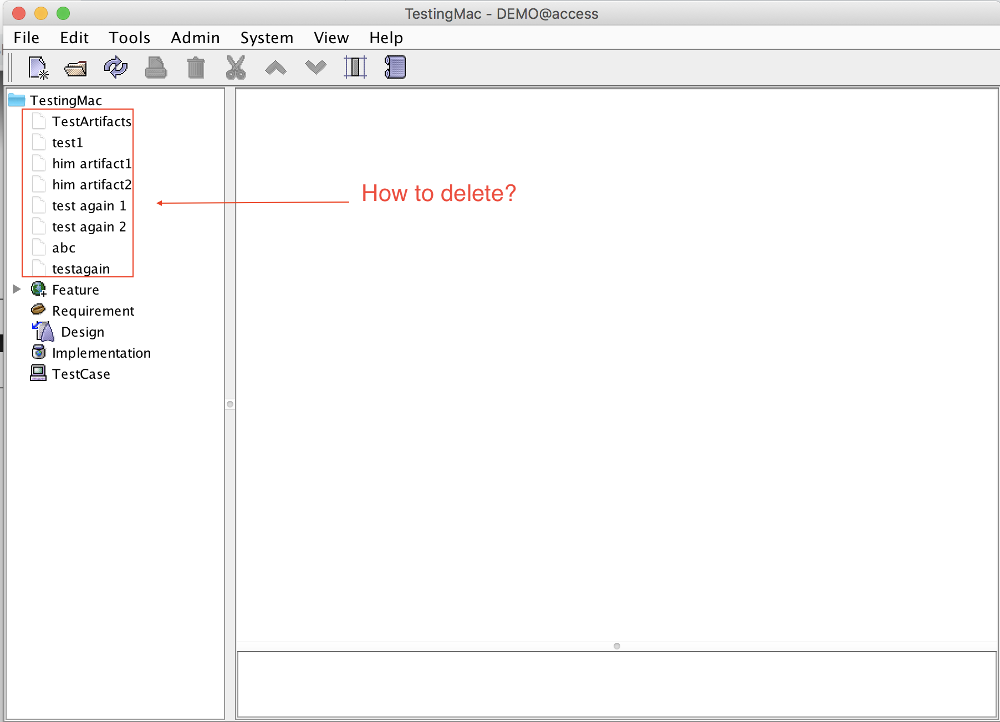 TestingMac - DEMO@access
File Edit Tools Admin System View Help
TestingMac
TestArtifacts
test1
him artifact1
him artifact2
test again 1
How to delete?
test again 2
abc
testagain
Feature
Requirement
Design
Implementation
TestCase